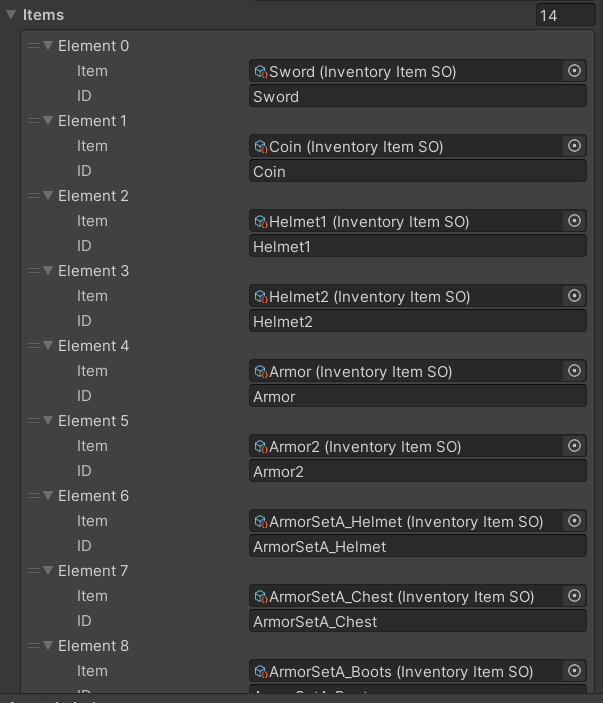 Items 14
Element 0
Item Sword (Inventory Item SO)
ID Sword
Element 1
Item Coin (Inventory Item SO)
ID Coin
Element 2
Item Helmet1 (Inventory Item SO)
ID Helmet1
Element 3
Item Helmet2 (Inventory Item SO)
ID Helmet2
Element 4
Item Armor (Inventory Item SO)
ID Armor
Element 5
Item Armor2 (Inventory Item SO)
ID Armor2
Element 6
Item ArmorSetA_Helmet (Inventory Item SO)
ID ArmorSetA_Helmet
Element 7
Item ArmorSetA_Chest (Inventory Item SO)
ID ArmorSetA_Chest
Element 8
Item ArmorSetA_Boots (Inventory Item SO)